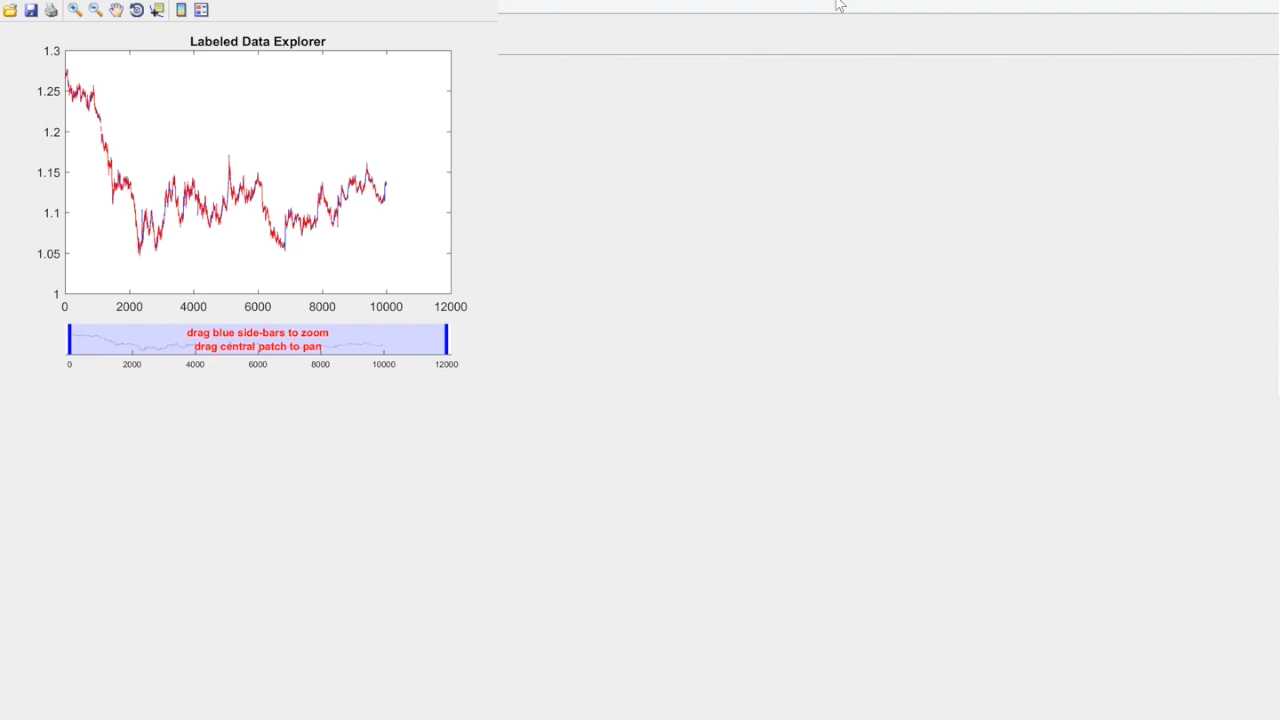 Labeled Data Explorer
1.3
1.25
1.2
1.15
1.1
1.05
1
0 2000 4000 6000 8000 10000 12000
drag blue side-bars to zoom
drag central patch to pan
0 2000 4000 6000 8000 10000 12000